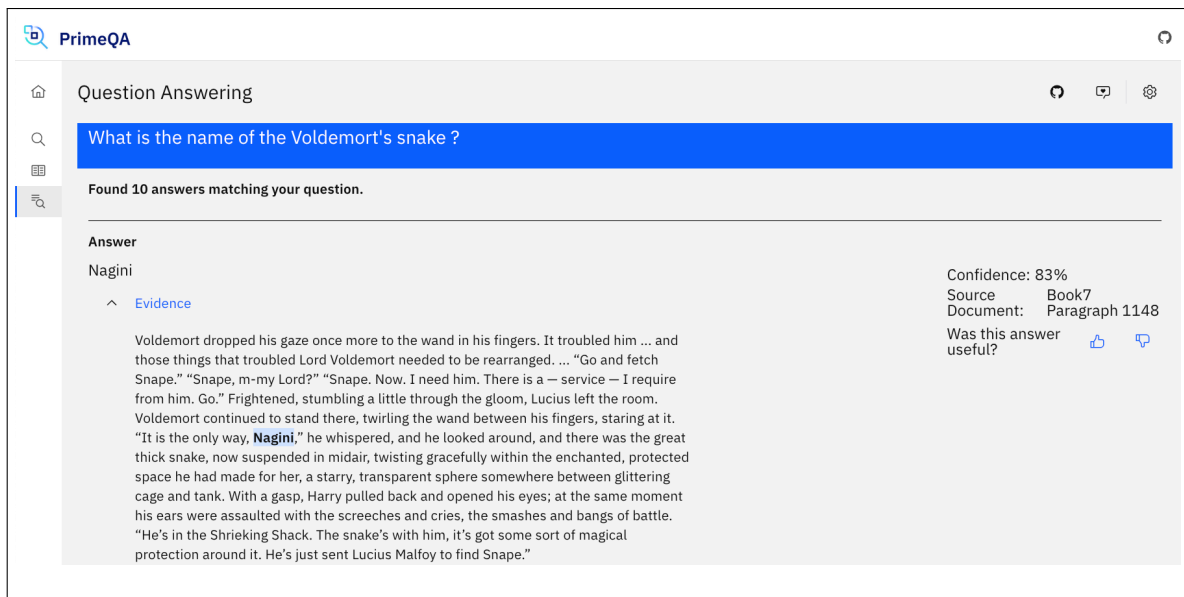 PrimeQA
Question Answering
What is the name of the Voldemort's snake ?
Found 10 answers matching your question.
Answer
Nagini
Evidence
Voldemort dropped his gaze once more to the wand in his fingers. It troubled him ... and
those things that troubled Lord Voldemort needed to be rearranged. ... “Go and fetch
Snape.” “Snape, m-my Lord?” “Snape. Now. I need him. There is a — service — I require
from him. Go.” Frightened, stumbling a little through the gloom, Lucius left the room.
Voldemort continued to stand there, twirling the wand between his fingers, staring at it.
“It is the only way, Nagini,” he whispered, and he looked around, and there was the great
thick snake, now suspended in midair, twisting gracefully within the enchanted, protected
space he had made for her, a starry, transparent sphere somewhere between glittering
cage and tank. With a gasp, Harry pulled back and opened his eyes; at the same moment
his ears were assaulted with the screeches and cries, the smashes and bangs of battle.
“He’s in the Shrieking Shack. The snake’s with him, it’s got some sort of magical
protection around it. He’s just sent Lucius Malfoy to find Snape.”
Confidence: 83%
Source Book7
Document: Paragraph 1148
Was this answer
useful?